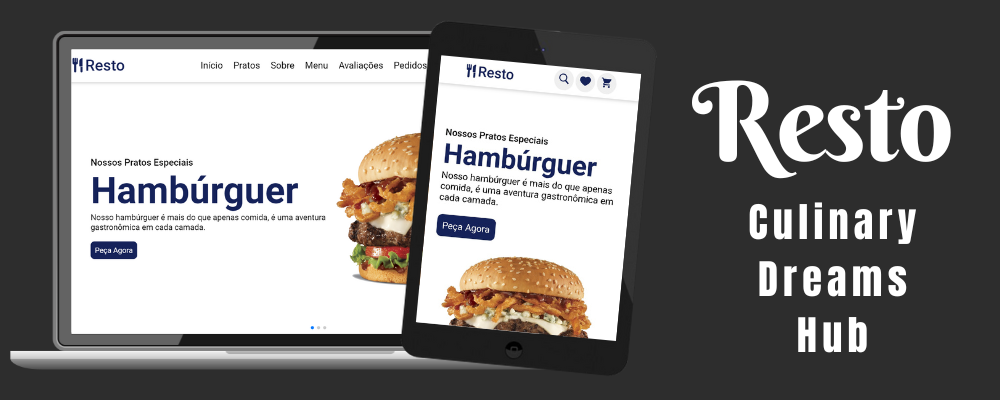 Resto
Início Pratos Sobre Menu Avaliações Pedidos
Nossos Pratos Especiais
Hambúrguer
Nosso hambúrguer é mais do que apenas comida, é uma aventura
gastronômica em cada camada.
Peça Agora
Resto
Nossos Pratos Especiais
Hambúrguer
Nosso hambúrguer é mais do que apenas
comida, é uma aventura gastronômica em
cada camada.
Peça Agora
Resto
Culinary
Dreams
Hub